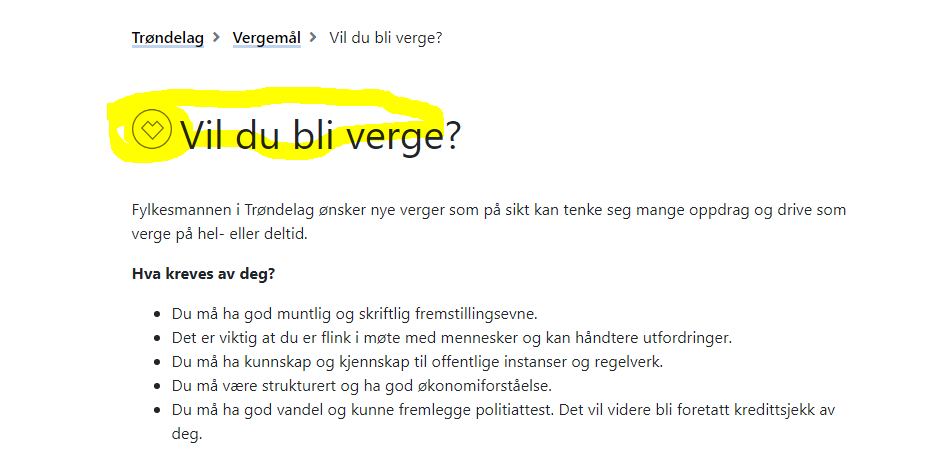 Trøndelag > Vergemål > Vil du bli verge?
Vil du bli verge?
Fylkesmannen i Trøndelag ønsker nye verger som på sikt kan tenke seg mange oppdrag og drive som
verge på hel- eller deltid.
Hva kreves av deg?
• Du må ha god muntlig og skriftlig fremstillingsevne.
• Det er viktig at du er flink i møte med mennesker og kan håndtere utfordringer.
• Du må ha kunnskap og kjennskap til offentlige instanser og regelverk.
• Du må være strukturert og ha god økonomiforståelse.
• Du må ha god vandel og kunne fremlegge politiattest. Det vil videre bli foretatt kredittsjekk av
deg.